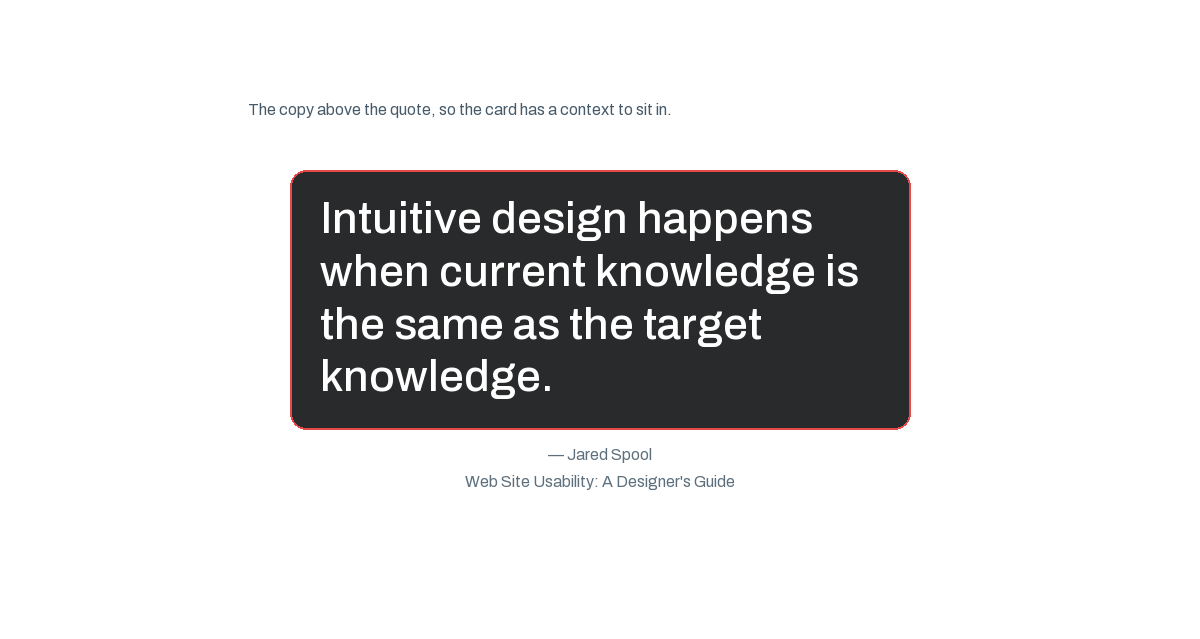 The copy above the quote, so the card has a context to sit in.
Intuitive design happens
when current knowledge is
the same as the target
knowledge.
— Jared Spool
Web Site Usability: A Designer's Guide